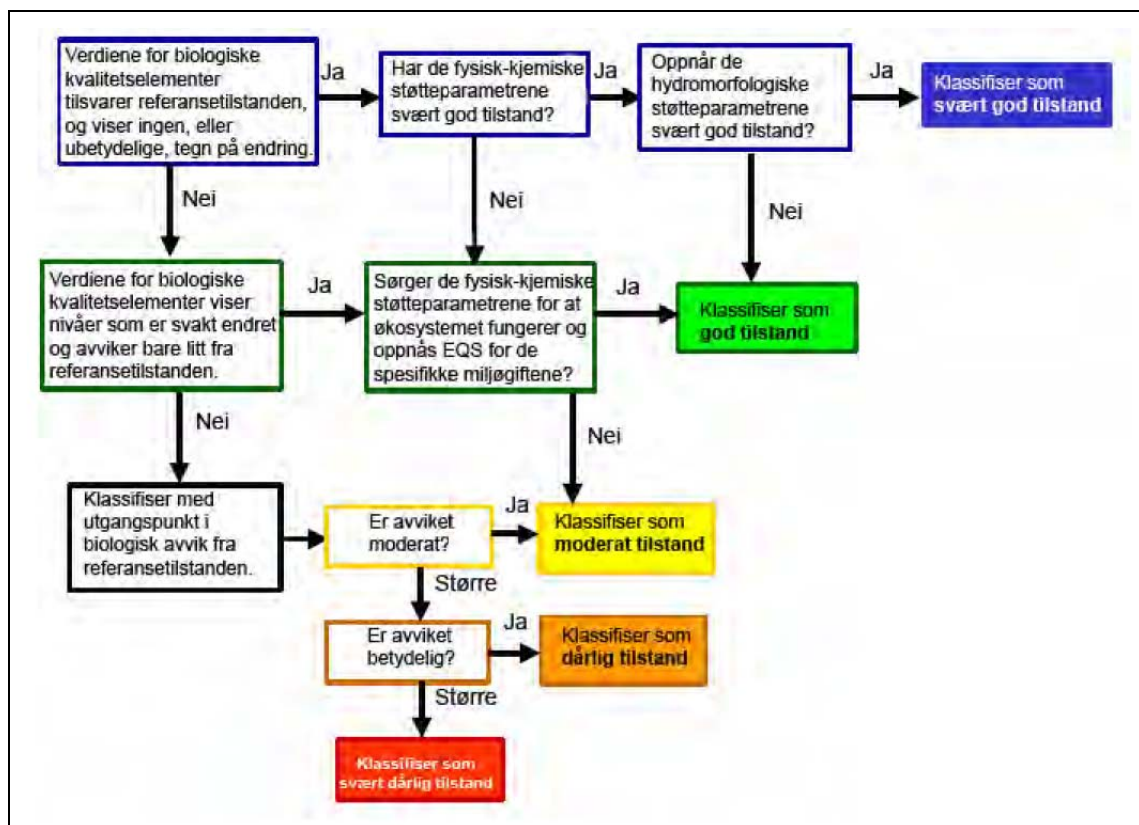 Verdiene for biologiske
kvalitetselementer
tilsvarer referansetilstanden,
og viser ingen, eller
ubetydelige, tegn på endring.
Ja
Har de fysisk-kjemiske
støtteparametrene
svært god tilstand?
Ja
Oppnår de
hydromorfologiske
støtteparametrene
svært god tilstand?
Ja
Klassifiser som
svært god tilstand
Nei
Nei
Nei
Verdiene for biologiske
kvalitetselementer viser
nivåer som er svakt endret
og avviker bare litt fra
referansetilstanden.
Ja
Sørger de fysisk-kjemiske
støtteparametrene for at
økosystemet fungerer og
oppnås EQS for de
spesifikke miljøgiftene?
Ja
Klassifiser som
god tilstand
Nei
Nei
Klassifiser med
utgangspunkt i
biologisk avvik fra
referansetilstanden.
Er avviket
moderat?
Ja
Klassifiser som
moderat tilstand
Større
Er avviket
betydelig?
Ja
Klassifiser som
dårlig tilstand
Større
Klassifiser som
svært dårlig tilstand